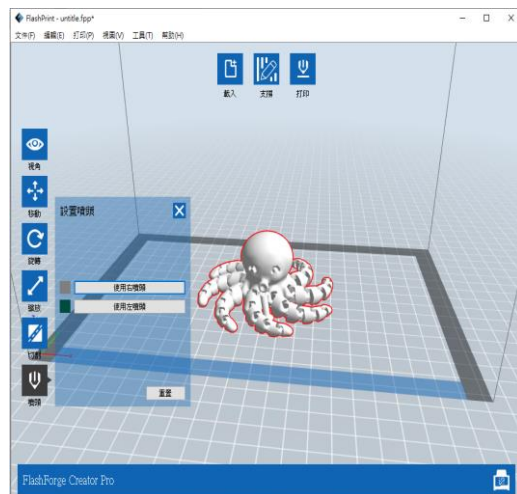 FlashPrint - untitled.fpp*
文件(F) 編輯(E) 打印(P) 視圖(V) 工具(T) 幫助(H)
載入 支撐 打印
視角
移動
設置噴頭
旋轉
使用右噴頭
縮放
使用左噴頭
切割
重置
噴頭
FlashForge Creator Pro